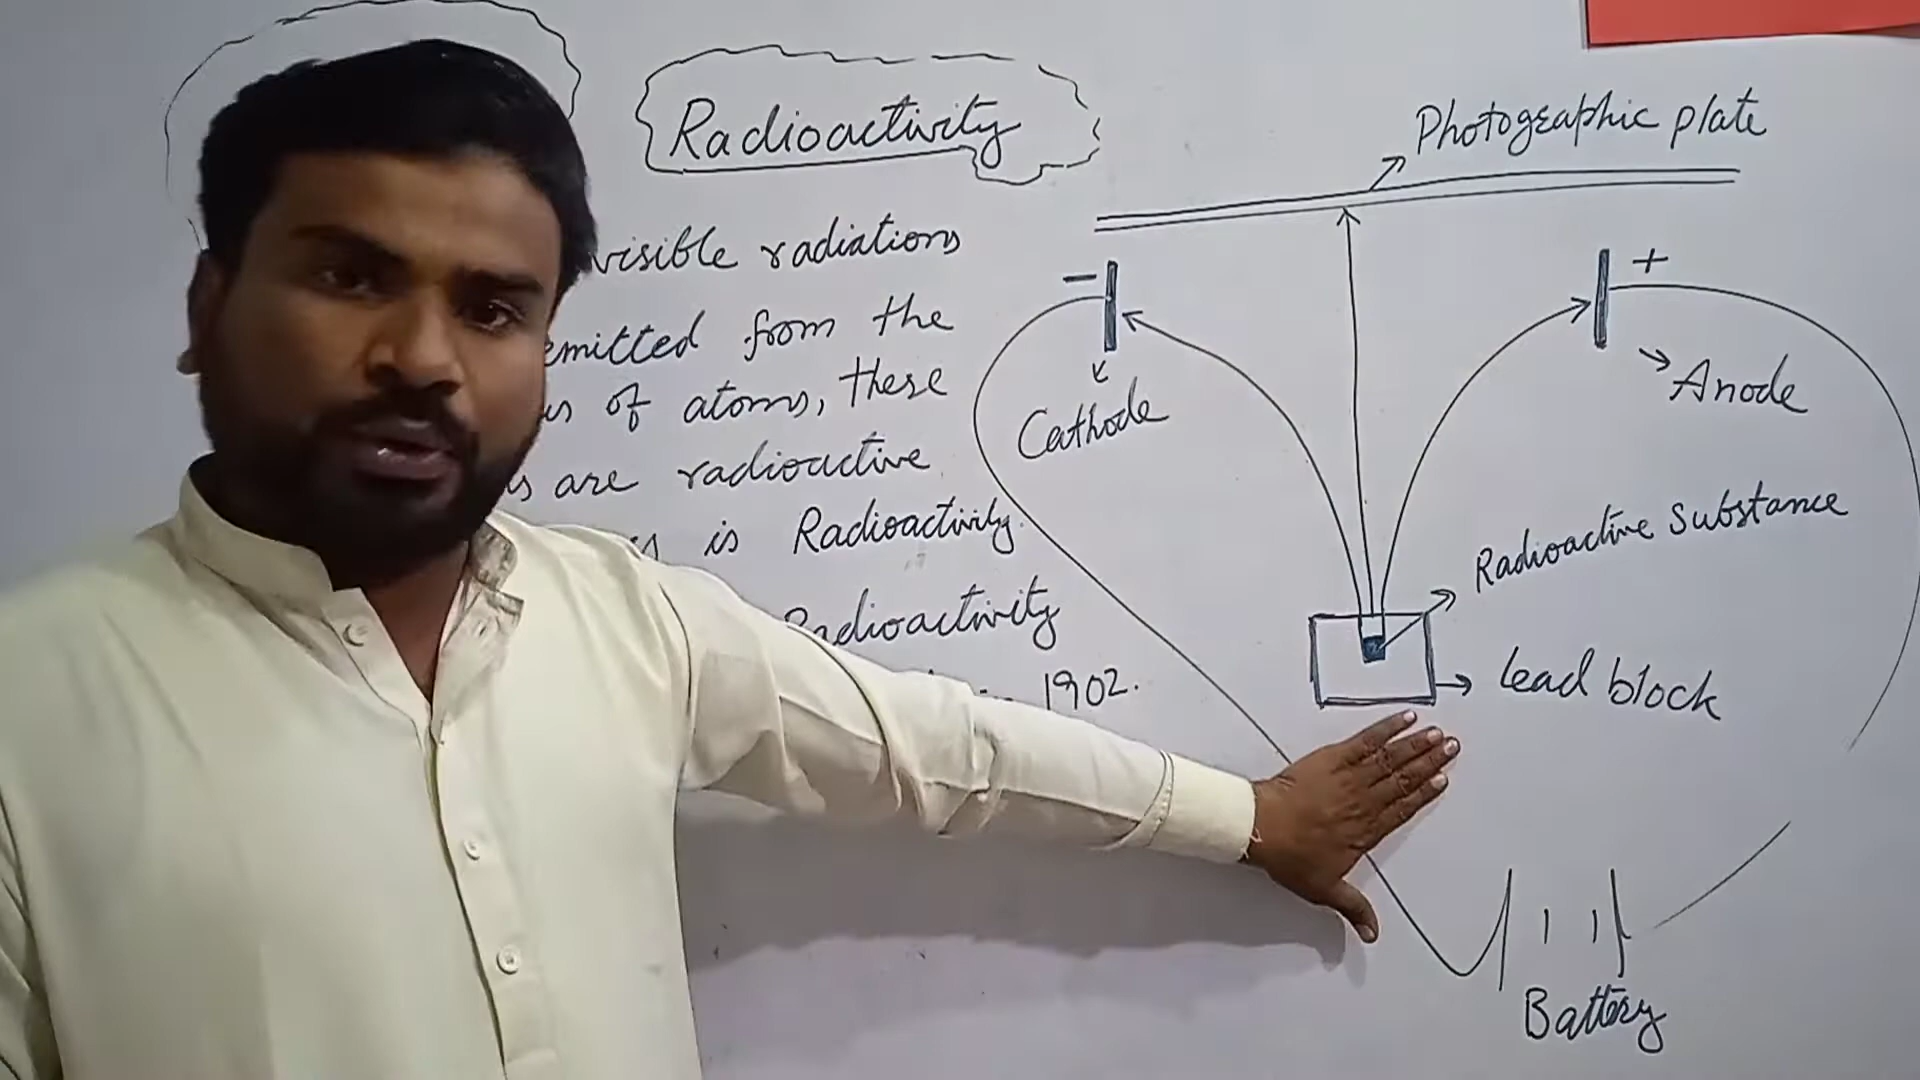 Radioactivity
visible radiations
emitted from the
of atoms, these
are radioactive
is Radioactivity.
Radioactivity
1902.
Photographic plate
-
+
Cathode
Anode
Radioactive Substance
lead block
Battery